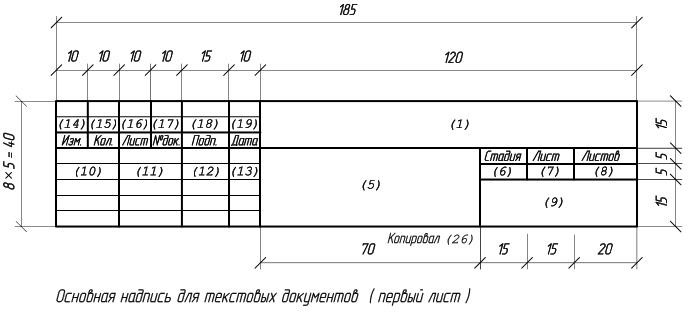 185
10 10 10 10 15 10 120
(14) (15) (16) (17) (18) (19) (1) 15
Изм. Кол. Лист №док. Подп. Дата
8×5=40
Стадия Лист Листов 5
(10) (11) (12) (13) (5) (6) (7) (8) 5
(9) 15
Копировал (26)
70 15 15 20
Основная надпись для текстовых документов ( первый лист )